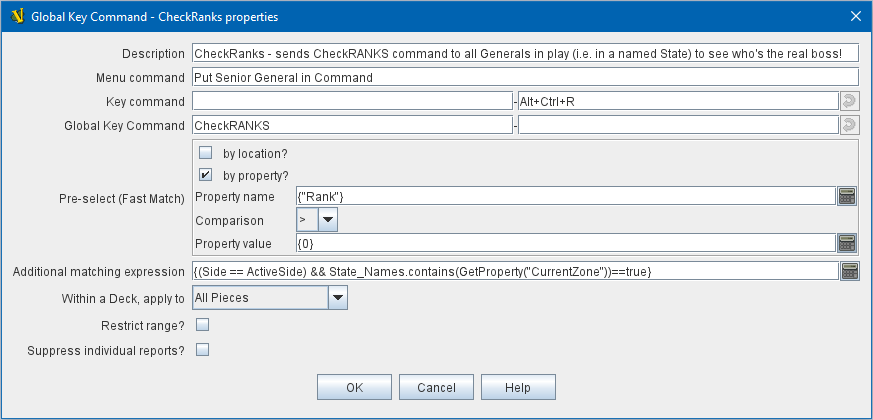 Global Key Command - CheckRanks properties
Description CheckRanks - sends CheckRANKS command to all Generals in play (i.e. in a named State) to see who's the real boss!
Menu command Put Senior General in Command
Key command - Alt+Ctrl+R
Global Key Command CheckRANKS -
by location?
by property?
Pre-select (Fast Match)
Property name {"Rank"}
Comparison >
Property value {0}
Additional matching expression {(Side == ActiveSide) && State_Names.contains(GetProperty("CurrentZone"))==true}
Within a Deck, apply to All Pieces
Restrict range?
Suppress individual reports?
OK Cancel Help